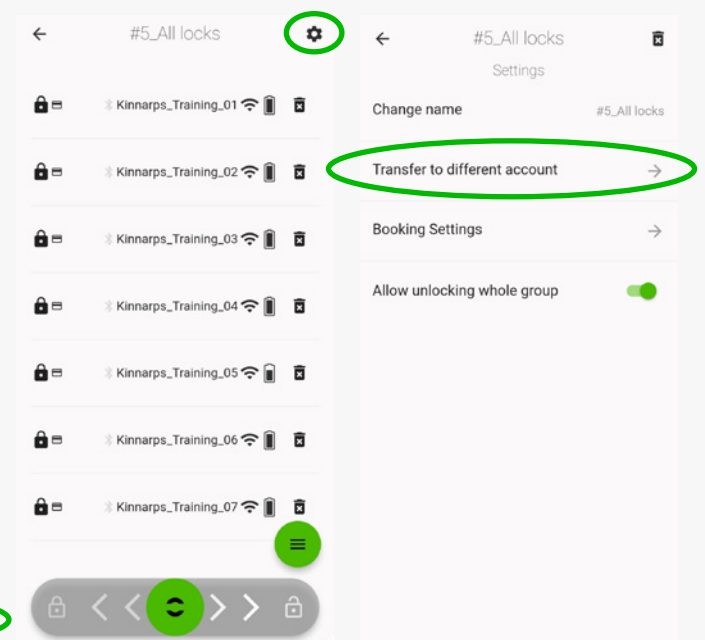 #5_All locks
Kinnarps_Training_01
Kinnarps_Training_02
Kinnarps_Training_03
Kinnarps_Training_04
Kinnarps_Training_05
Kinnarps_Training_06
Kinnarps_Training_07
#5_All locks
Settings
Change name #5_All locks
Transfer to different account
Booking Settings
Allow unlocking whole group